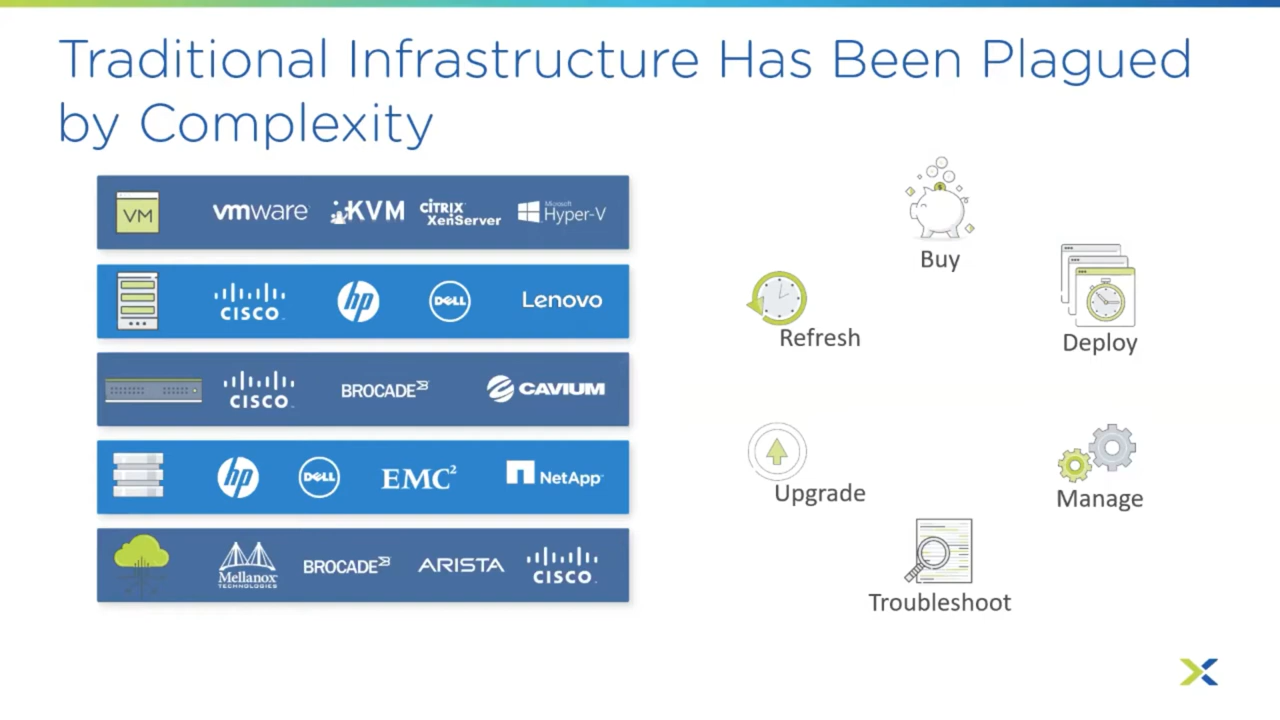 Traditional Infrastructure Has Been Plagued
by Complexity
VM vmware KVM CITRIX XenServer Microsoft Hyper-V
CISCO hp DELL Lenovo
CISCO BROCADE CAVIUM
hp DELL EMC² NetApp
Mellanox TECHNOLOGIES BROCADE ARISTA CISCO
Buy
Deploy
Manage
Troubleshoot
Upgrade
Refresh